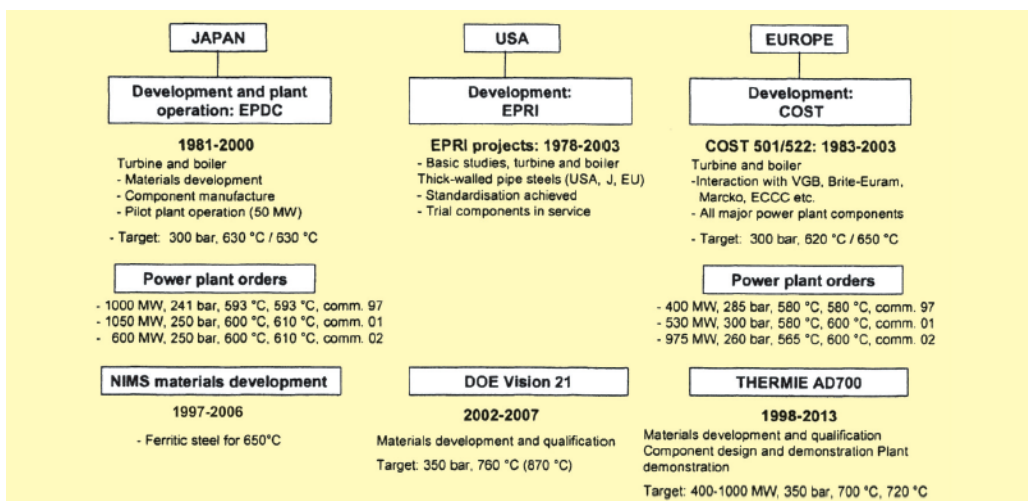 JAPAN
Development and plant
operation: EPDC
1981-2000
Turbine and boiler
- Materials development
- Component manufacture
- Pilot plant operation (50 MW)
- Target: 300 bar, 630 °C / 630 °C
Power plant orders
- 1000 MW, 241 bar, 593 °C, 593 °C, comm. 97
- 1050 MW, 250 bar, 600 °C, 610 °C, comm. 01
- 600 MW, 250 bar, 600 °C, 610 °C, comm. 02
NIMS materials development
1997-2006
- Ferritic steel for 650°C
USA
Development:
EPRI
EPRI projects: 1978-2003
- Basic studies, turbine and boiler
Thick-walled pipe steels (USA, J, EU)
- Standardisation achieved
- Trial components in service
DOE Vision 21
2002-2007
Materials development and qualification
Target: 350 bar, 760 °C (870 °C)
EUROPE
Development:
COST
COST 501/522: 1983-2003
Turbine and boiler
-Interaction with VGB, Brite-Euram,
Marcko, ECCC etc.
- All major power plant components
- Target: 300 bar, 620 °C / 650 °C
Power plant orders
- 400 MW, 285 bar, 580 °C, 580 °C, comm. 97
- 530 MW, 300 bar, 580 °C, 600 °C, comm. 01
- 975 MW, 260 bar, 565 °C, 600 °C, comm. 02
THERMIE AD700
1998-2013
Materials development and qualification
Component design and demonstration Plant
demonstration
Target: 400-1000 MW, 350 bar, 700 °C, 720 °C